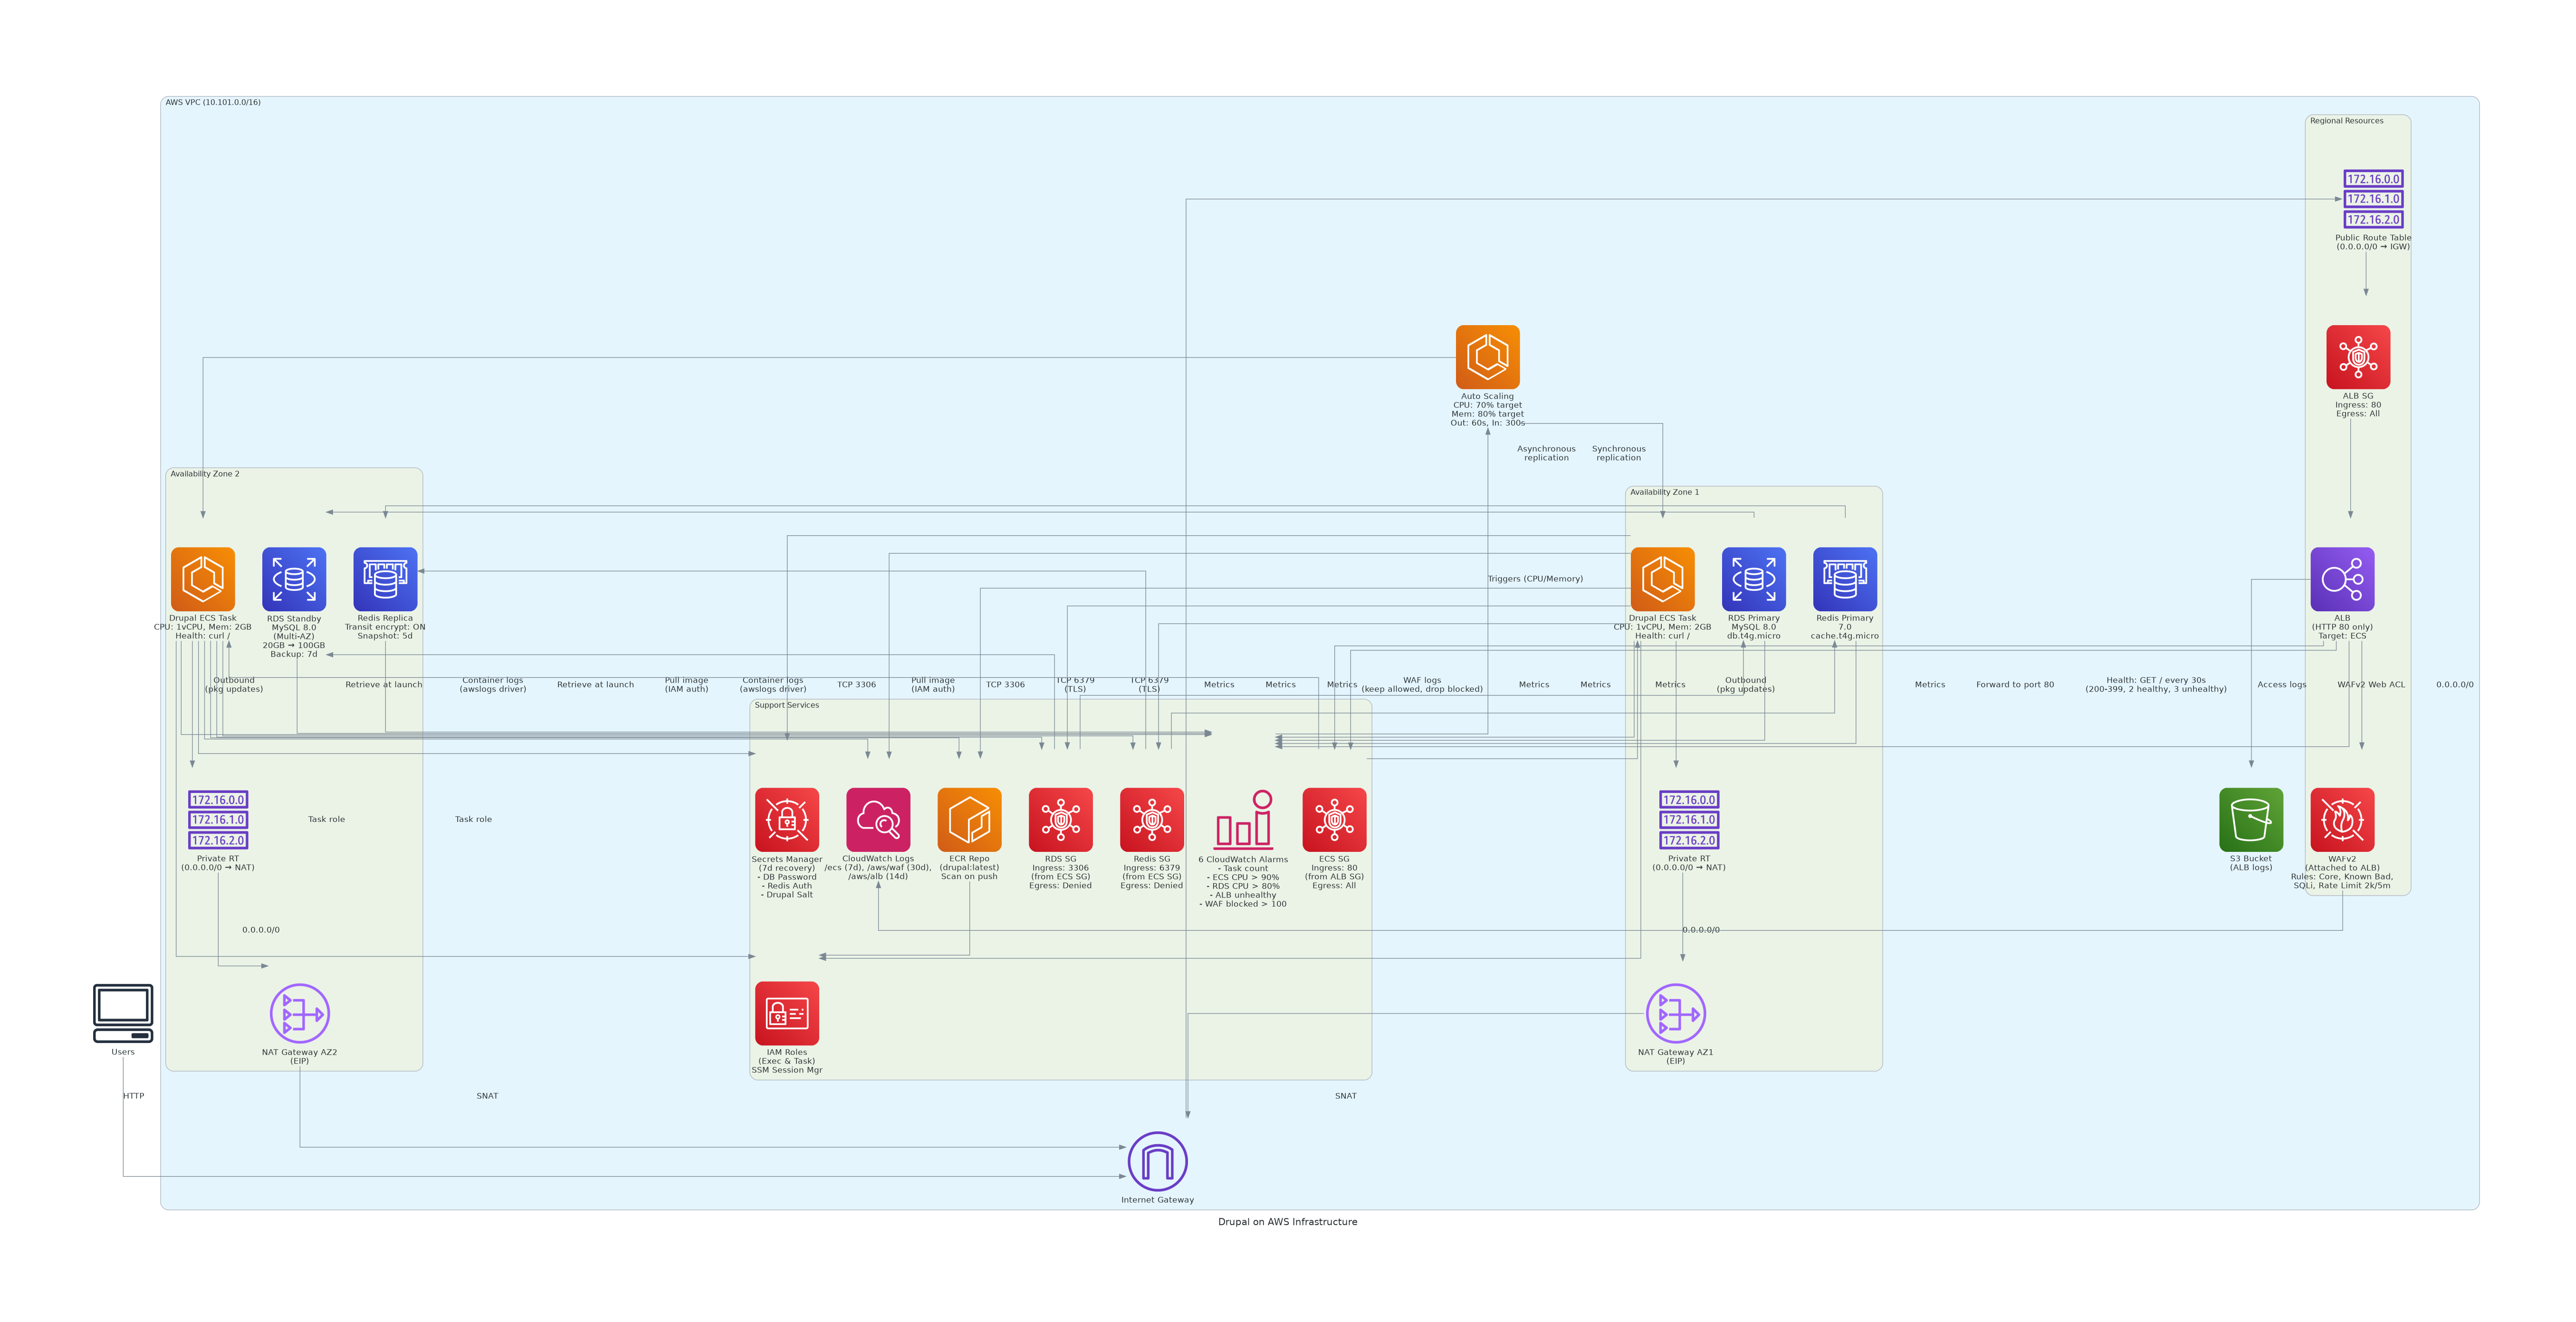 AWS VPC (10.101.0.0/16)
Regional Resources
172.16.0.0
172.16.1.0
172.16.2.0
Public Route Table
(0.0.0.0/0 → IGW)
Auto Scaling
CPU: 70% target
Mem: 80% target
Out: 60s, In: 300s
ALB SG
Ingress: 80
Egress: All
Asynchronous
replication
Synchronous
replication
Availability Zone 2
Availability Zone 1
Drupal ECS Task
CPU: 1vCPU, Mem: 2GB
Health: curl /
RDS Standby
MySQL 8.0
(Multi-AZ)
20GB → 100GB
Backup: 7d
Redis Replica
Transit encrypt: ON
Snapshot: 5d
Triggers (CPU/Memory)
Drupal ECS Task
CPU: 1vCPU, Mem: 2GB
Health: curl /
RDS Primary
MySQL 8.0
db.t4g.micro
Redis Primary
7.0
cache.t4g.micro
ALB
(HTTP 80 only)
Target: ECS
Outbound
(pkg updates)
Retrieve at launch
Container logs
(awslogs driver)
Retrieve at launch
Pull image
(IAM auth)
Container logs
(awslogs driver)
TCP 3306
Pull image
(IAM auth)
TCP 3306
TCP 6379
(TLS)
TCP 6379
(TLS)
Metrics
Metrics
Metrics
WAF logs
(keep allowed, drop blocked)
Metrics
Metrics
Metrics
Outbound
(pkg updates)
Metrics
Forward to port 80
Health: GET / every 30s
(200-399, 2 healthy, 3 unhealthy)
Access logs
WAFv2 Web ACL
0.0.0.0/0
Support Services
172.16.0.0
172.16.1.0
172.16.2.0
Private RT
(0.0.0.0/0 → NAT)
Task role
Task role
Secrets Manager
(7d recovery)
- DB Password
- Redis Auth
- Drupal Salt
CloudWatch Logs
/ecs (7d), /aws/waf (30d),
/aws/alb (14d)
ECR Repo
(drupal:latest)
Scan on push
RDS SG
Ingress: 3306
(from ECS SG)
Egress: Denied
Redis SG
Ingress: 6379
(from ECS SG)
Egress: Denied
6 CloudWatch Alarms
- Task count
- ECS CPU > 90%
- RDS CPU > 80%
- ALB unhealthy
- WAF blocked > 100
ECS SG
Ingress: 80
(from ALB SG)
Egress: All
172.16.0.0
172.16.1.0
172.16.2.0
Private RT
(0.0.0.0/0 → NAT)
S3 Bucket
(ALB logs)
WAFv2
(Attached to ALB)
Rules: Core, Known Bad,
SQLi, Rate Limit 2k/5m
0.0.0.0/0
0.0.0.0/0
Users
NAT Gateway AZ2
(EIP)
IAM Roles
(Exec & Task)
SSM Session Mgr
NAT Gateway AZ1
(EIP)
HTTP
SNAT
SNAT
Internet Gateway
Drupal on AWS Infrastructure